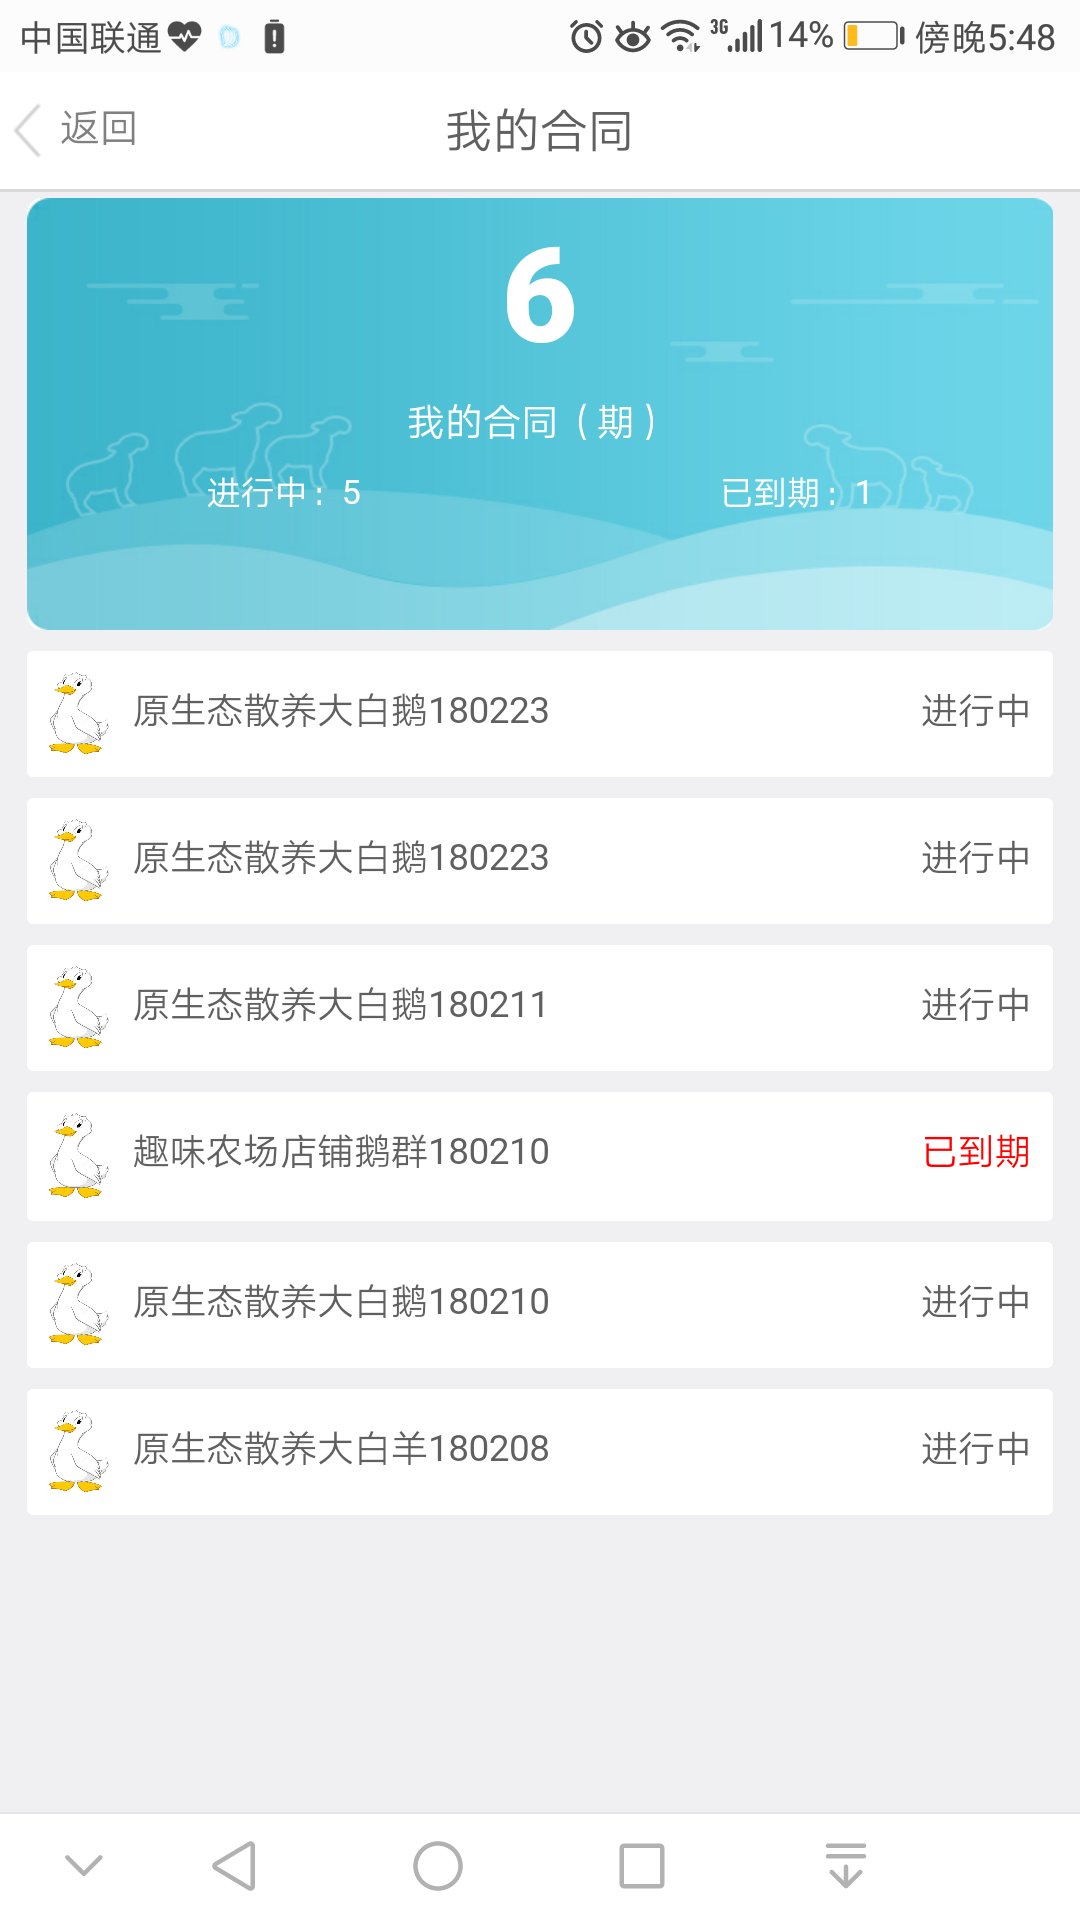 中国联通 3G 14% 傍晚5:48
返回 我的合同
6
我的合同（期）
进行中：5 已到期：1
原生态散养大白鹅180223 进行中
原生态散养大白鹅180223 进行中
原生态散养大白鹅180211 进行中
趣味农场店铺鹅群180210 已到期
原生态散养大白鹅180210 进行中
原生态散养大白羊180208 进行中